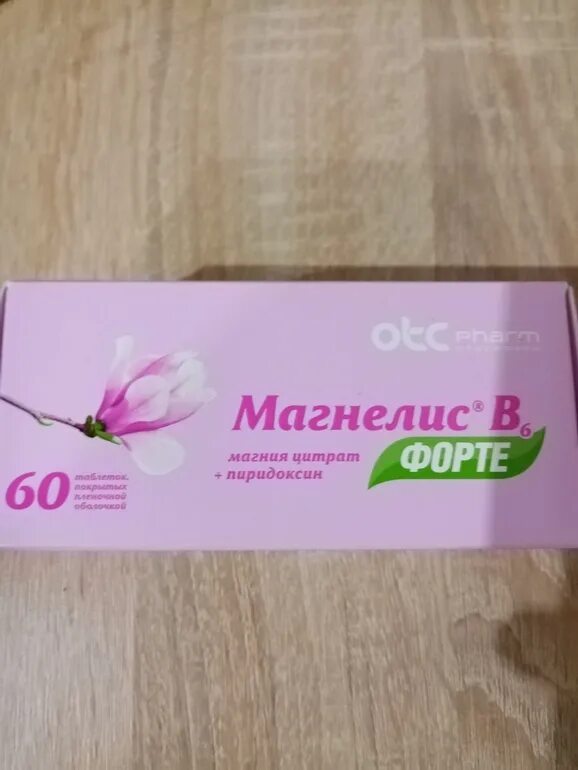 otc pharm
Магнелис® B₆
ФОРТЕ
магния цитрат
+ пиридоксин
60
таблеток,
покрытых
пленочной
оболочкой